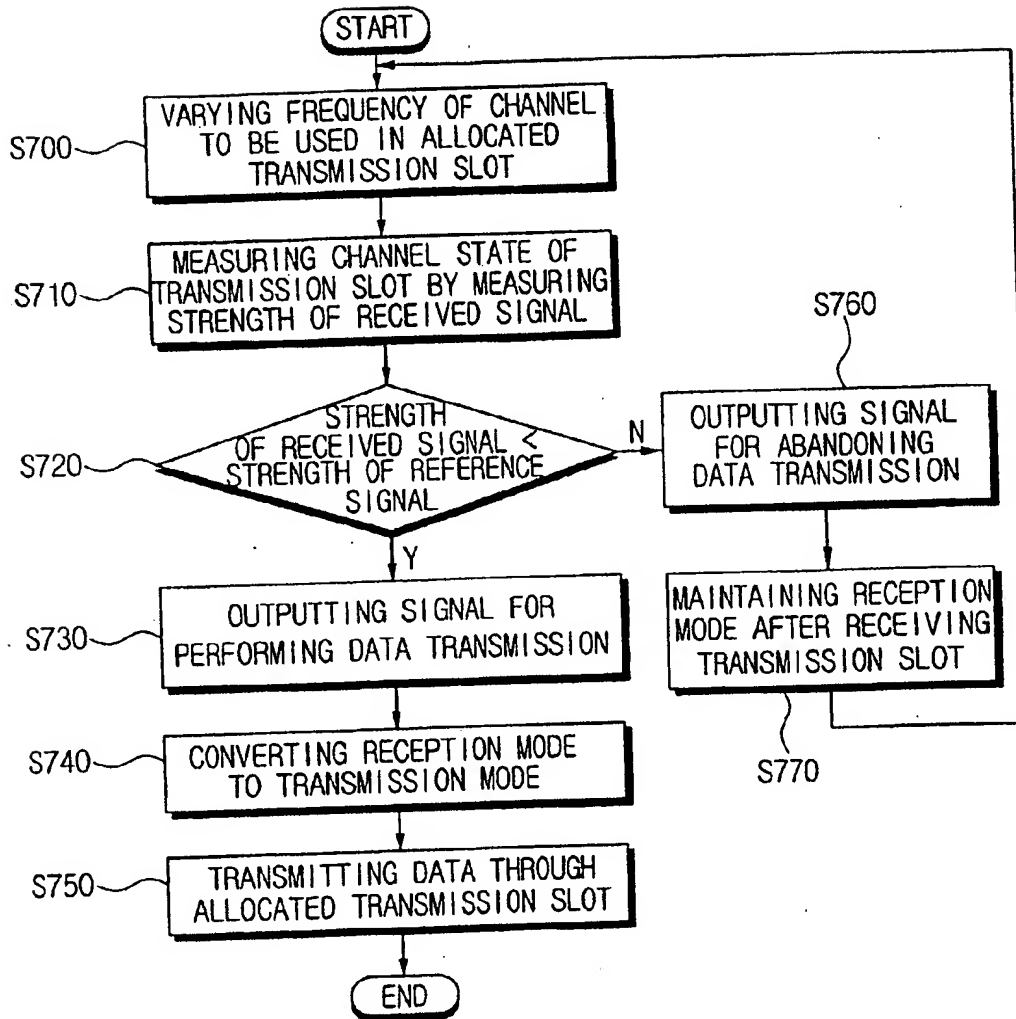 START
VARYING FREQUENCY OF CHANNEL
TO BE USED IN ALLOCATED
TRANSMISSION SLOT
S700
MEASURING CHANNEL STATE OF
TRANSMISSION SLOT BY MEASURING
STRENGTH OF RECEIVED SIGNAL
S710
STRENGTH
OF RECEIVED SIGNAL <
STRENGTH OF REFERENCE
SIGNAL
S720
N
Y
S760
OUTPUTTING SIGNAL
FOR ABANDONING
DATA TRANSMISSION
MAINTAINING RECEPTION
MODE AFTER RECEIVING
TRANSMISSION SLOT
S770
OUTPUTTING SIGNAL FOR
PERFORMING DATA TRANSMISSION
S730
CONVERTING RECEPTION MODE
TO TRANSMISSION MODE
S740
TRANSMITTING DATA THROUGH
ALLOCATED TRANSMISSION SLOT
S750
END